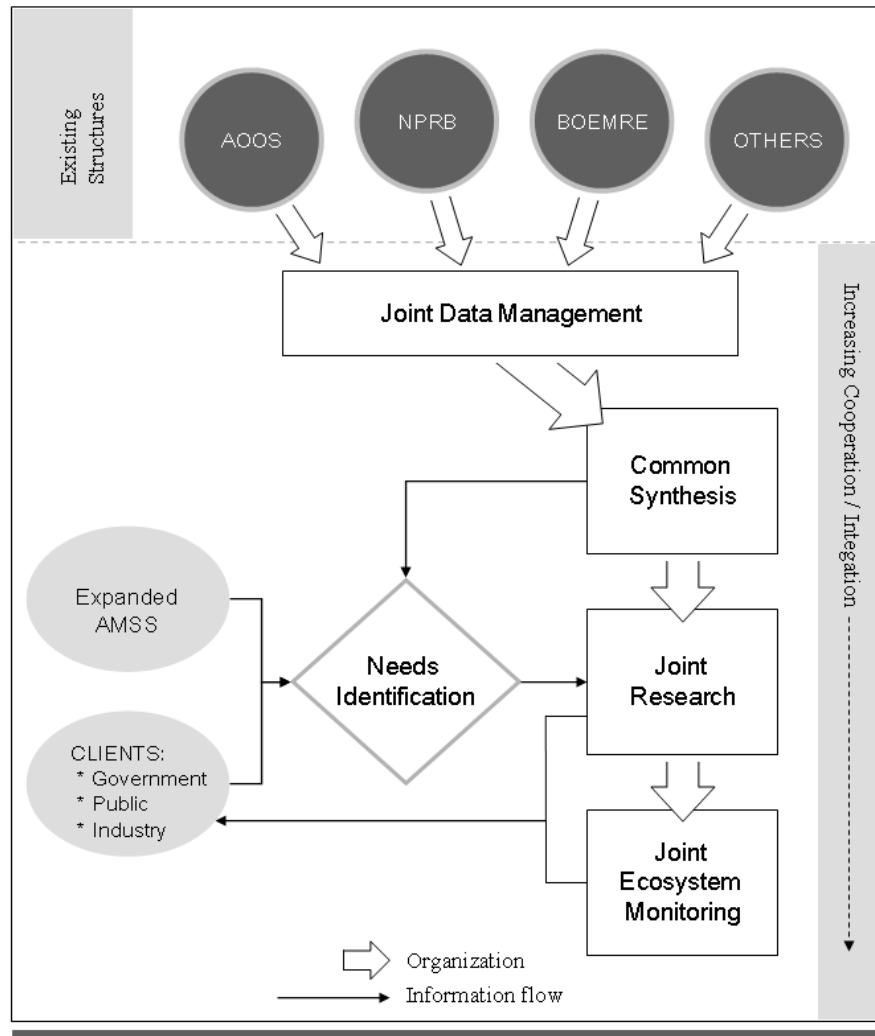 Existing
Structures
AOOS
NPRB
BOEMRE
OTHERS
Joint Data Management
Increasing Cooperation / Integation
Common
Synthesis
Expanded
AMSS
Needs
Identification
Joint
Research
CLIENTS:
* Government
* Public
* Industry
Joint
Ecosystem
Monitoring
Organization
Information flow